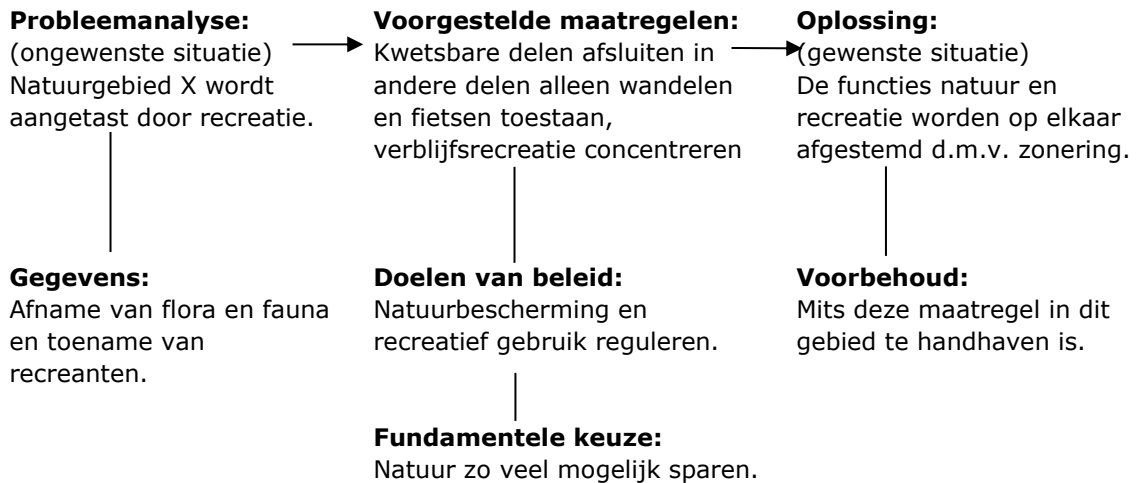 Probleemanalyse:
(ongewenste situatie)
Natuurgebied X wordt
aangetast door recreatie.
Voorgestelde maatregelen:
Kwetsbare delen afsluiten in
andere delen alleen wandelen
en fietsen toestaan,
verblijfsrecreatie concentreren
Oplossing:
(gewenste situatie)
De functies natuur en
recreatie worden op elkaar
afgestemd d.m.v. zonering.
Gegevens:
Afname van flora en fauna
en toename van
recreanten.
Doelen van beleid:
Natuurbescherming en
recreatief gebruik reguleren.
Voorbehoud:
Mits deze maatregel in dit
gebied te handhaven is.
Fundamentele keuze:
Natuur zo veel mogelijk sparen.